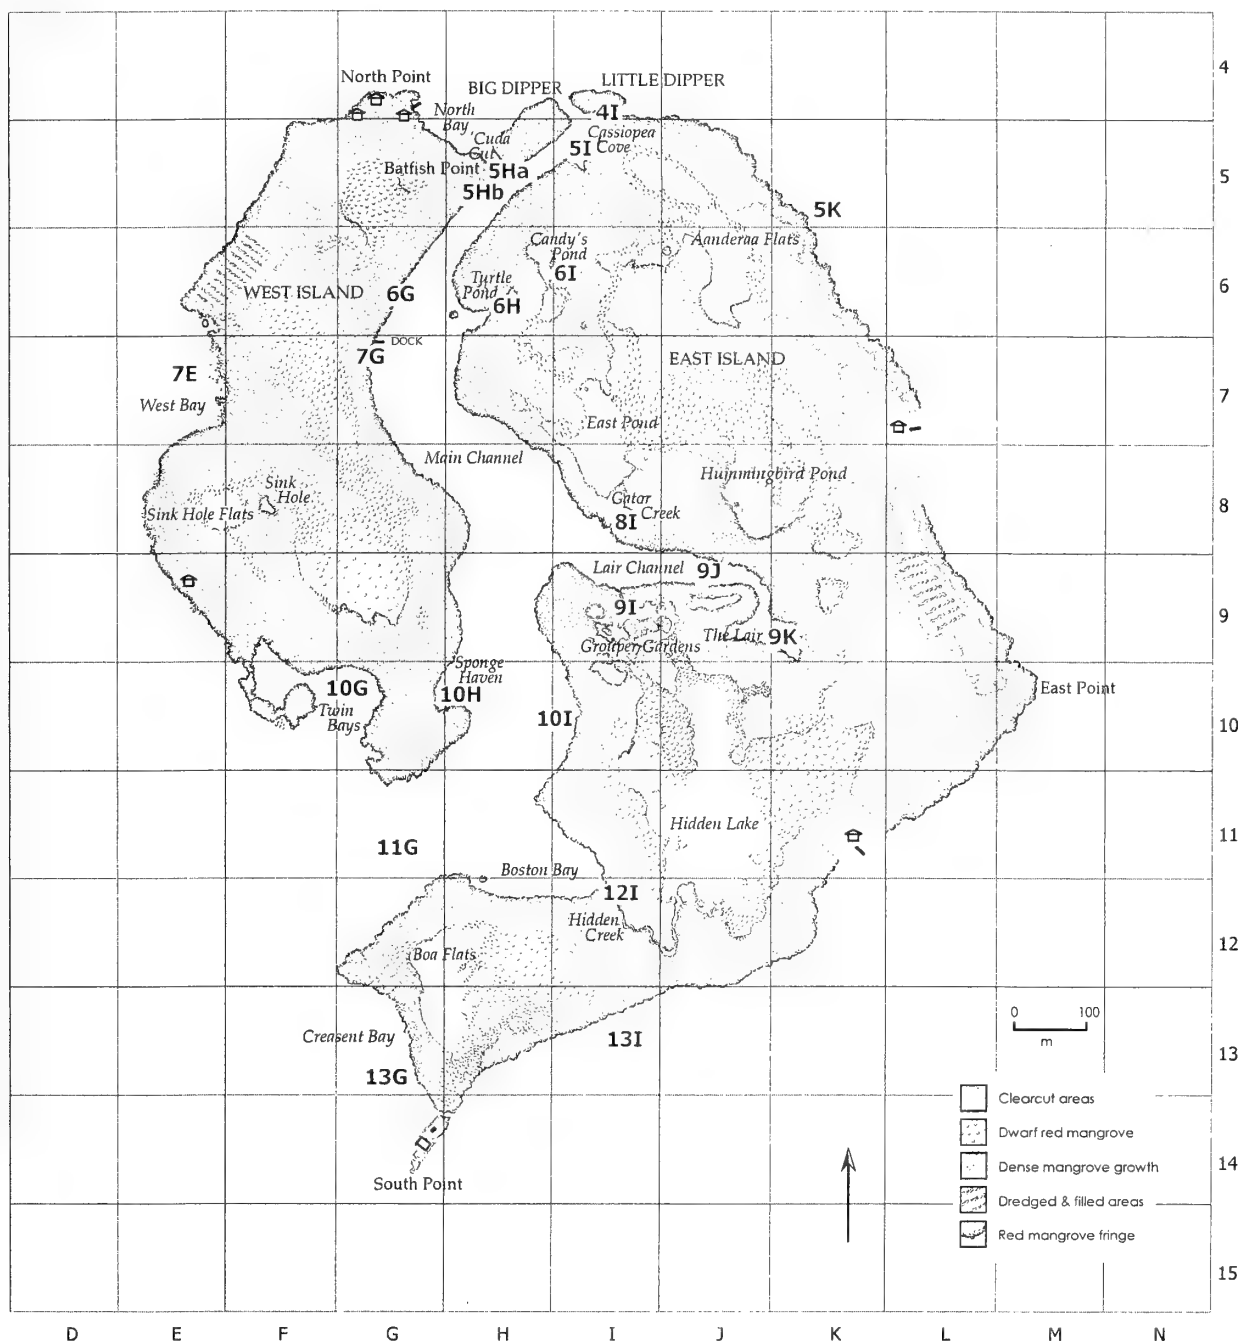 4
North Point
BIG DIPPER
LITTLE DIPPER
North
Bay
4I
Cuda
Cut
Cassiopea
Cove
5I
Batfish Point
5Ha
5Hb
5
5K
Candy's
Pond
Aanderaa Flats
6I
Turtle
Pond
WEST ISLAND
6G
6H
6
DOCK
7G
EAST ISLAND
7E
West Bay
7
East Pond
Main Channel
Hummingbird Pond
Sink
Hole
Sink Hole Flats
Gator
Creek
8I
8
Lair Channel
9J
9I
9
The Lair
9K
Grouper Gardens
Sponge
Haven
10G
10H
East Point
Twin
Bays
10I
10
Hidden Lake
11G
11
Boston Bay
12I
Hidden
Creek
12
Boa Flats
0 100
m
Creasent Bay
13I
13
13G
Clearcut areas
Dwarf red mangrove
Dense mangrove growth
14
South Point
Dredged & filled areas
Red mangrove fringe
15
D E F G H I J K L M N